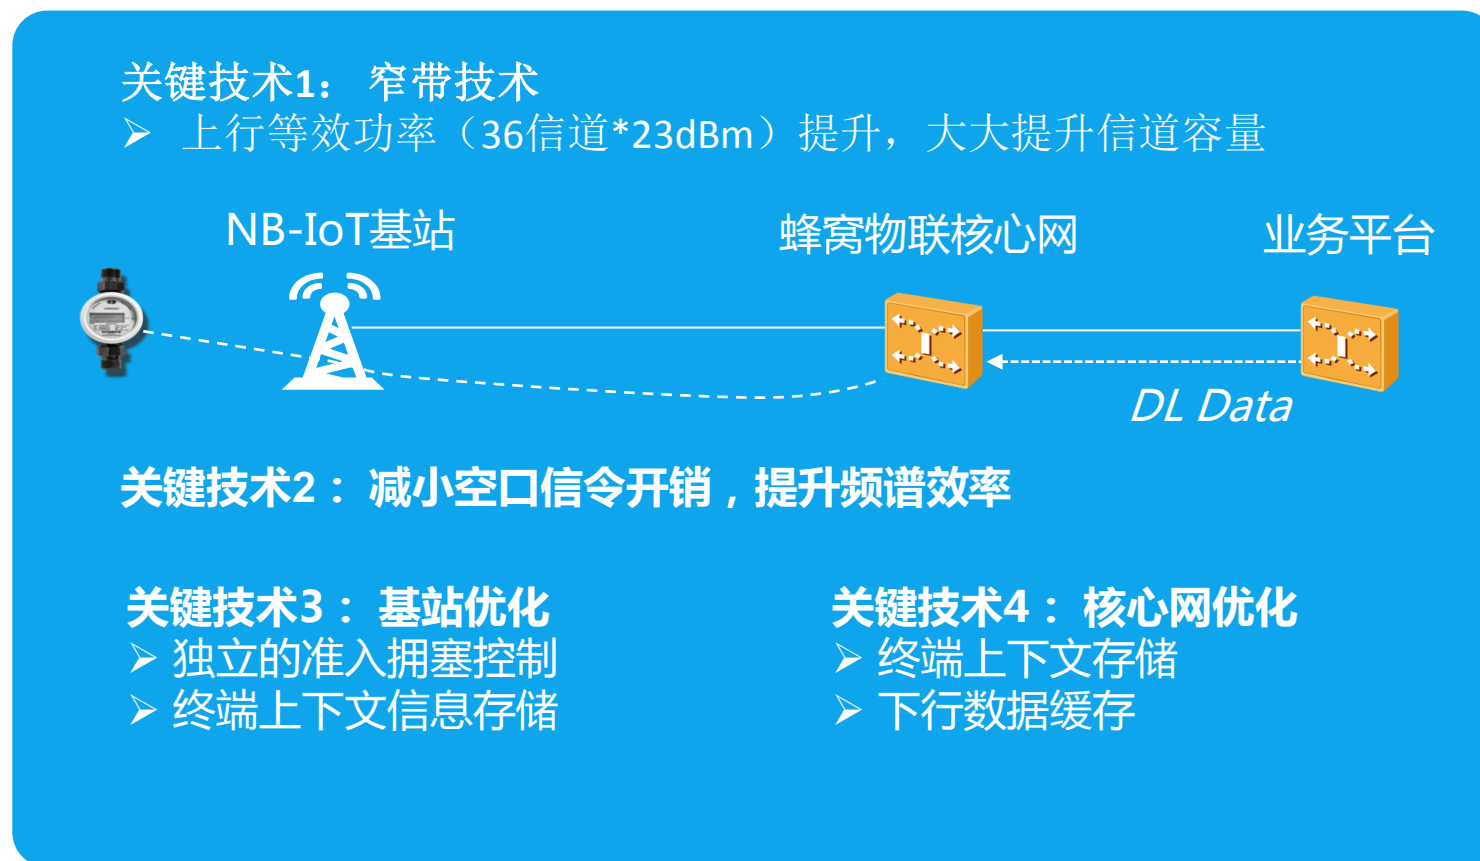 关键技术1： 窄带技术
➢ 上行等效功率（36信道*23dBm）提升，大大提升信道容量
NB-IoT基站
蜂窝物联核心网
业务平台
DL Data
关键技术2： 减小空口信令开销，提升频谱效率
关键技术3： 基站优化
➢ 独立的准入拥塞控制
➢ 终端上下文信息存储
关键技术4： 核心网优化
➢ 终端上下文存储
➢ 下行数据缓存